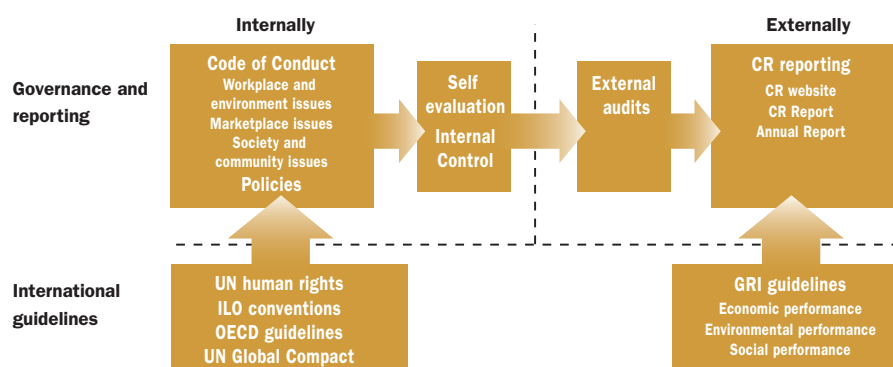 Internally
Externally
Governance and
reporting
Code of Conduct
Workplace and
environment issues
Marketplace issues
Society and
community issues
Policies
Self
evaluation
Internal
Control
External
audits
CR reporting
CR website
CR Report
Annual Report
International
guidelines
UN human rights
ILO conventions
OECD guidelines
UN Global Compact
GRI guidelines
Economic performance
Environmental performance
Social performance